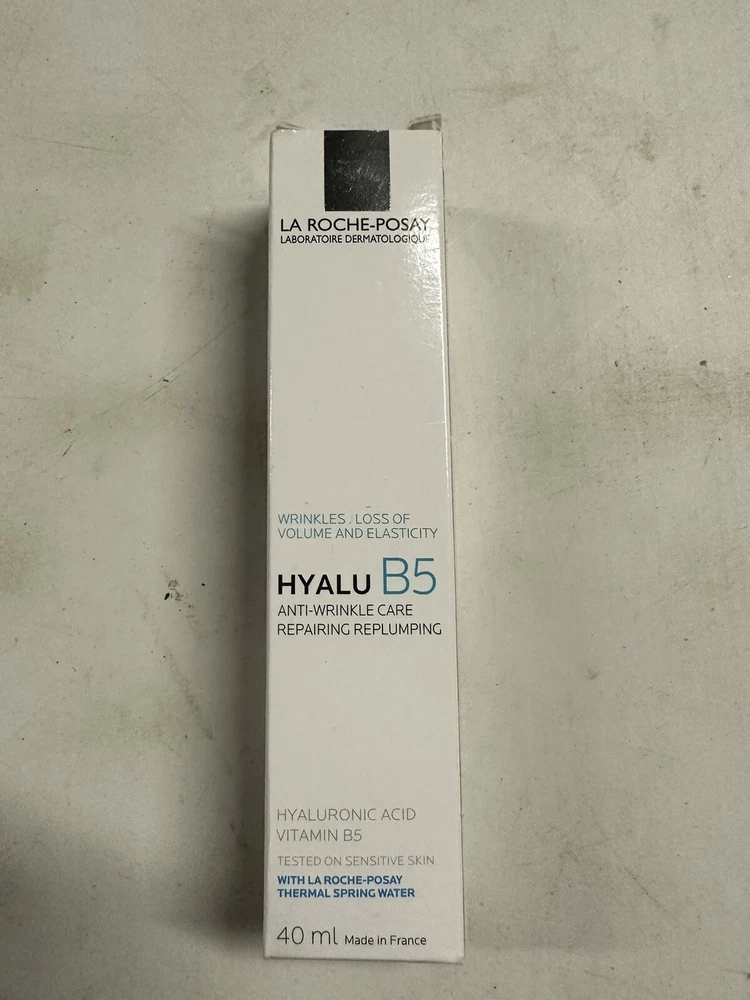 LA ROCHE-POSAY
LABORATOIRE DERMATOLOGIQUE
WRINKLES . LOSS OF
VOLUME AND ELASTICITY
HYALU B5
ANTI-WRINKLE CARE
REPAIRING REPLUMPING
HYALURONIC ACID
VITAMIN B5
TESTED ON SENSITIVE SKIN
WITH LA ROCHE-POSAY
THERMAL SPRING WATER
40 ml Made in France